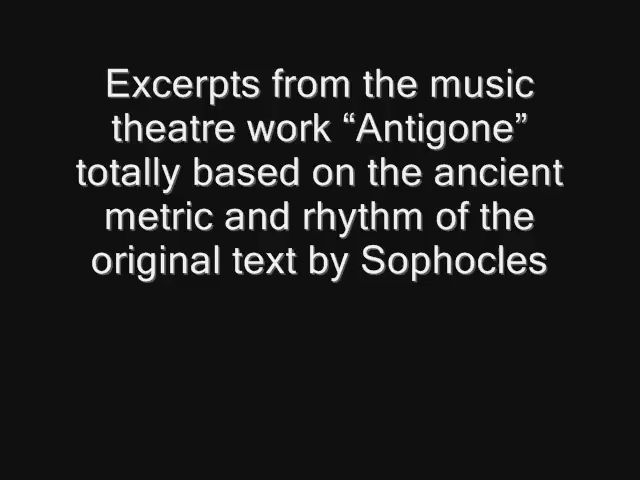 Excerpts from the music
theatre work “Antigone”
totally based on the ancient
metric and rhythm of the
original text by Sophocles